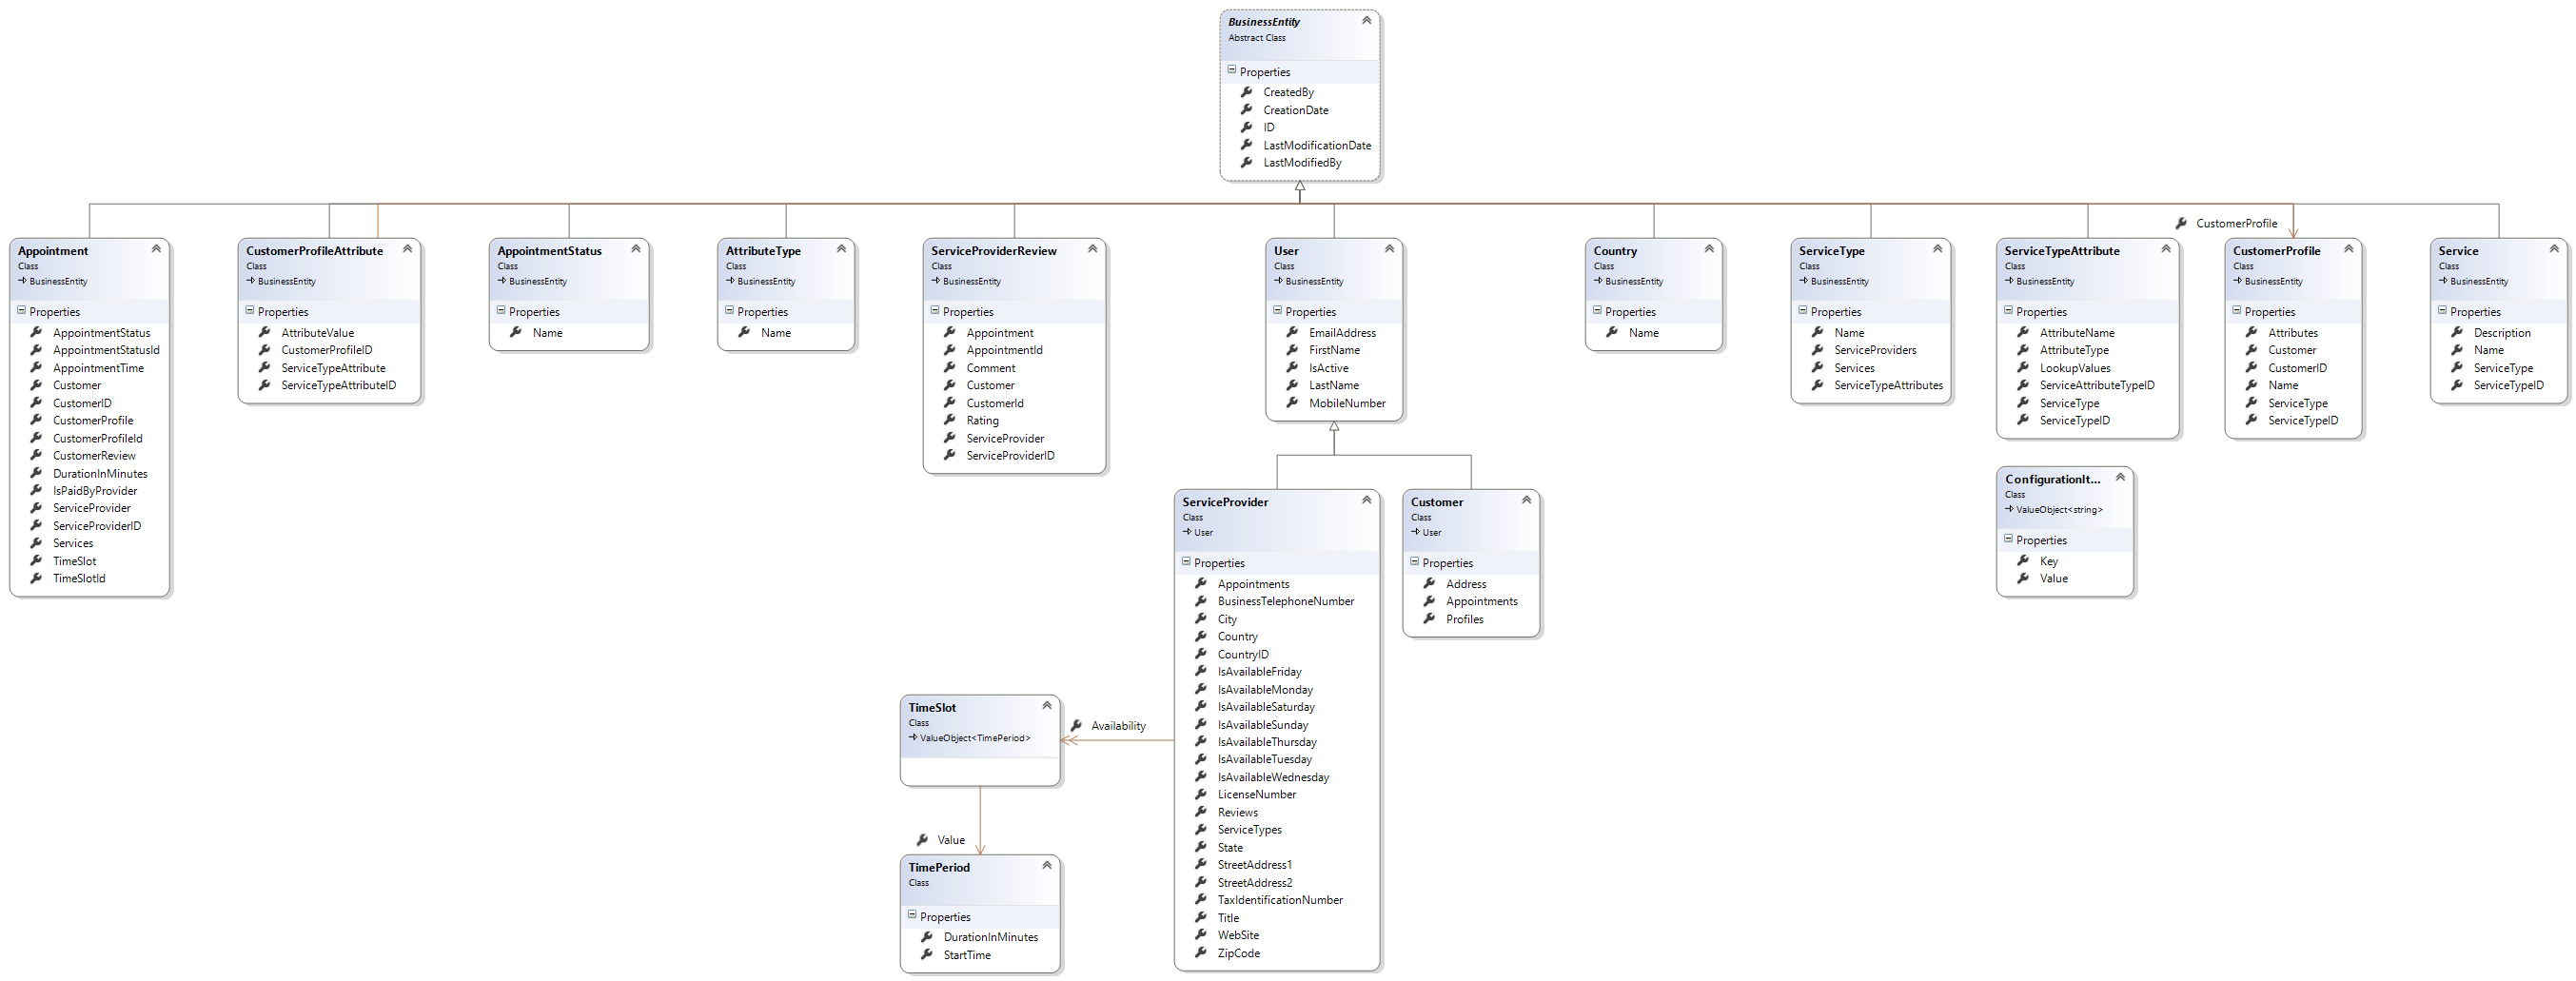 BusinessEntity
Abstract Class
Properties
CreatedBy
CreationDate
ID
LastModificationDate
LastModifiedBy
Appointment
Class
BusinessEntity
Properties
AppointmentStatus
AppointmentStatusId
AppointmentTime
Customer
CustomerID
CustomerProfile
CustomerProfileId
CustomerReview
DurationInMinutes
IsPaidByProvider
ServiceProvider
ServiceProviderID
Services
TimeSlot
TimeSlotId
CustomerProfileAttribute
Class
BusinessEntity
Properties
AttributeValue
CustomerProfileID
ServiceTypeAttribute
ServiceTypeAttributeID
AppointmentStatus
Class
BusinessEntity
Properties
Name
AttributeType
Class
BusinessEntity
Properties
Name
ServiceProviderReview
Class
BusinessEntity
Properties
Appointment
AppointmentId
Comment
Customer
CustomerId
Rating
ServiceProvider
ServiceProviderID
User
Class
BusinessEntity
Properties
EmailAddress
FirstName
IsActive
LastName
MobileNumber
Country
Class
BusinessEntity
Properties
Name
ServiceType
Class
BusinessEntity
Properties
Name
ServiceProviders
Services
ServiceTypeAttributes
ServiceTypeAttribute
Class
BusinessEntity
Properties
AttributeName
AttributeType
LookupValues
ServiceAttributeTypeID
ServiceType
ServiceTypeID
CustomerProfile
CustomerProfile
Class
BusinessEntity
Properties
Attributes
Customer
CustomerID
Name
ServiceType
ServiceTypeID
Service
Class
BusinessEntity
Properties
Description
Name
ServiceType
ServiceTypeID
ConfigurationIt...
Class
ValueObject<string>
Properties
Key
Value
ServiceProvider
Class
User
Properties
Appointments
BusinessTelephoneNumber
City
Country
CountryID
IsAvailableFriday
IsAvailableMonday
IsAvailableSaturday
IsAvailableSunday
IsAvailableThursday
IsAvailableTuesday
IsAvailableWednesday
LicenseNumber
Reviews
ServiceTypes
State
StreetAddress1
StreetAddress2
TaxIdentificationNumber
Title
WebSite
ZipCode
Customer
Class
User
Properties
Address
Appointments
Profiles
TimeSlot
Class
ValueObject<TimePeriod>
Availability
Value
TimePeriod
Class
Properties
DurationInMinutes
StartTime